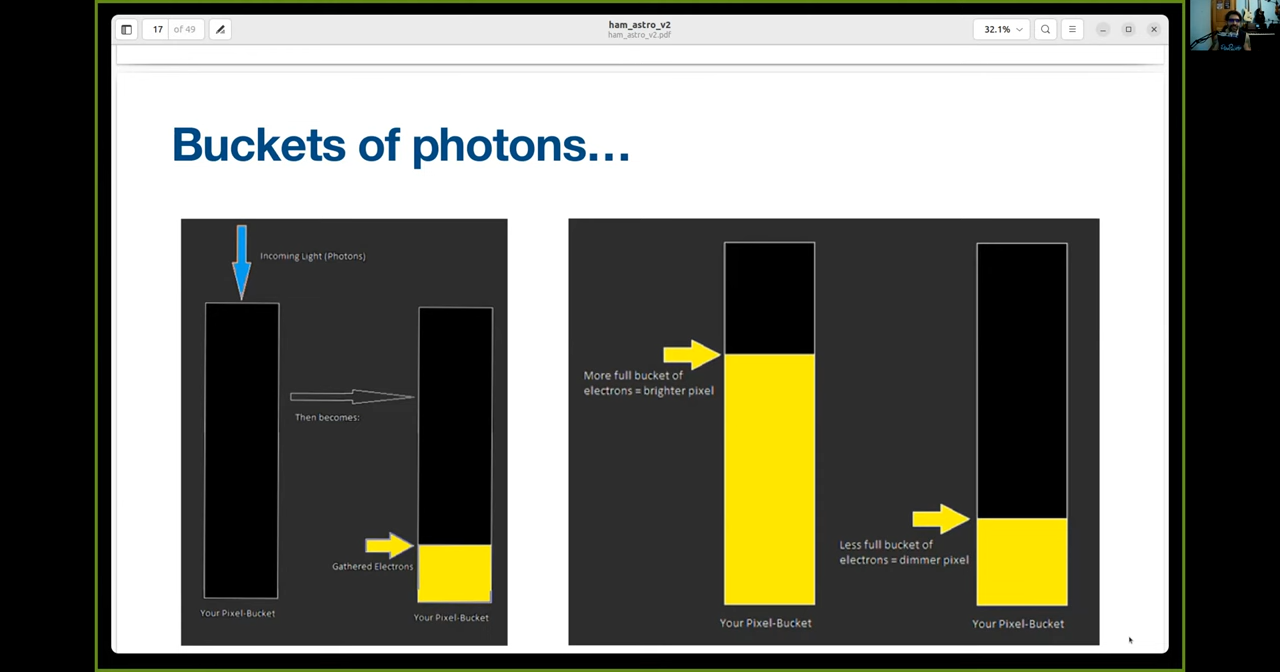 17
of 49
ham_astro_v2
ham_astro_v2.pdf
32.1%
Buckets of photons…
Incoming Light (Photons)
Then becomes:
Gathered Electrons
Your Pixel-Bucket
Your Pixel-Bucket
More full bucket of
electrons = brighter pixel
Less full bucket of
electrons = dimmer pixel
Your Pixel-Bucket
Your Pixel-Bucket